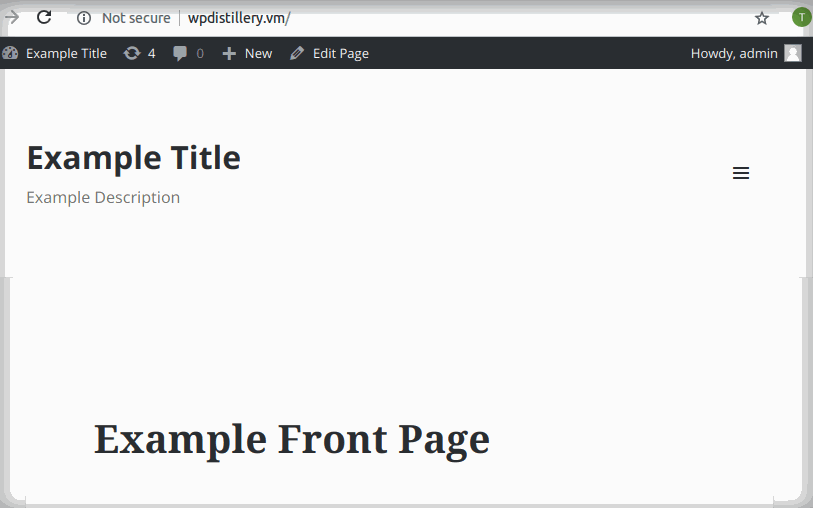 Not secure wpdistillery.vm/
T
Example Title 4 0 New Edit Page Howdy, admin
Example Title
Example Description
Example Front Page